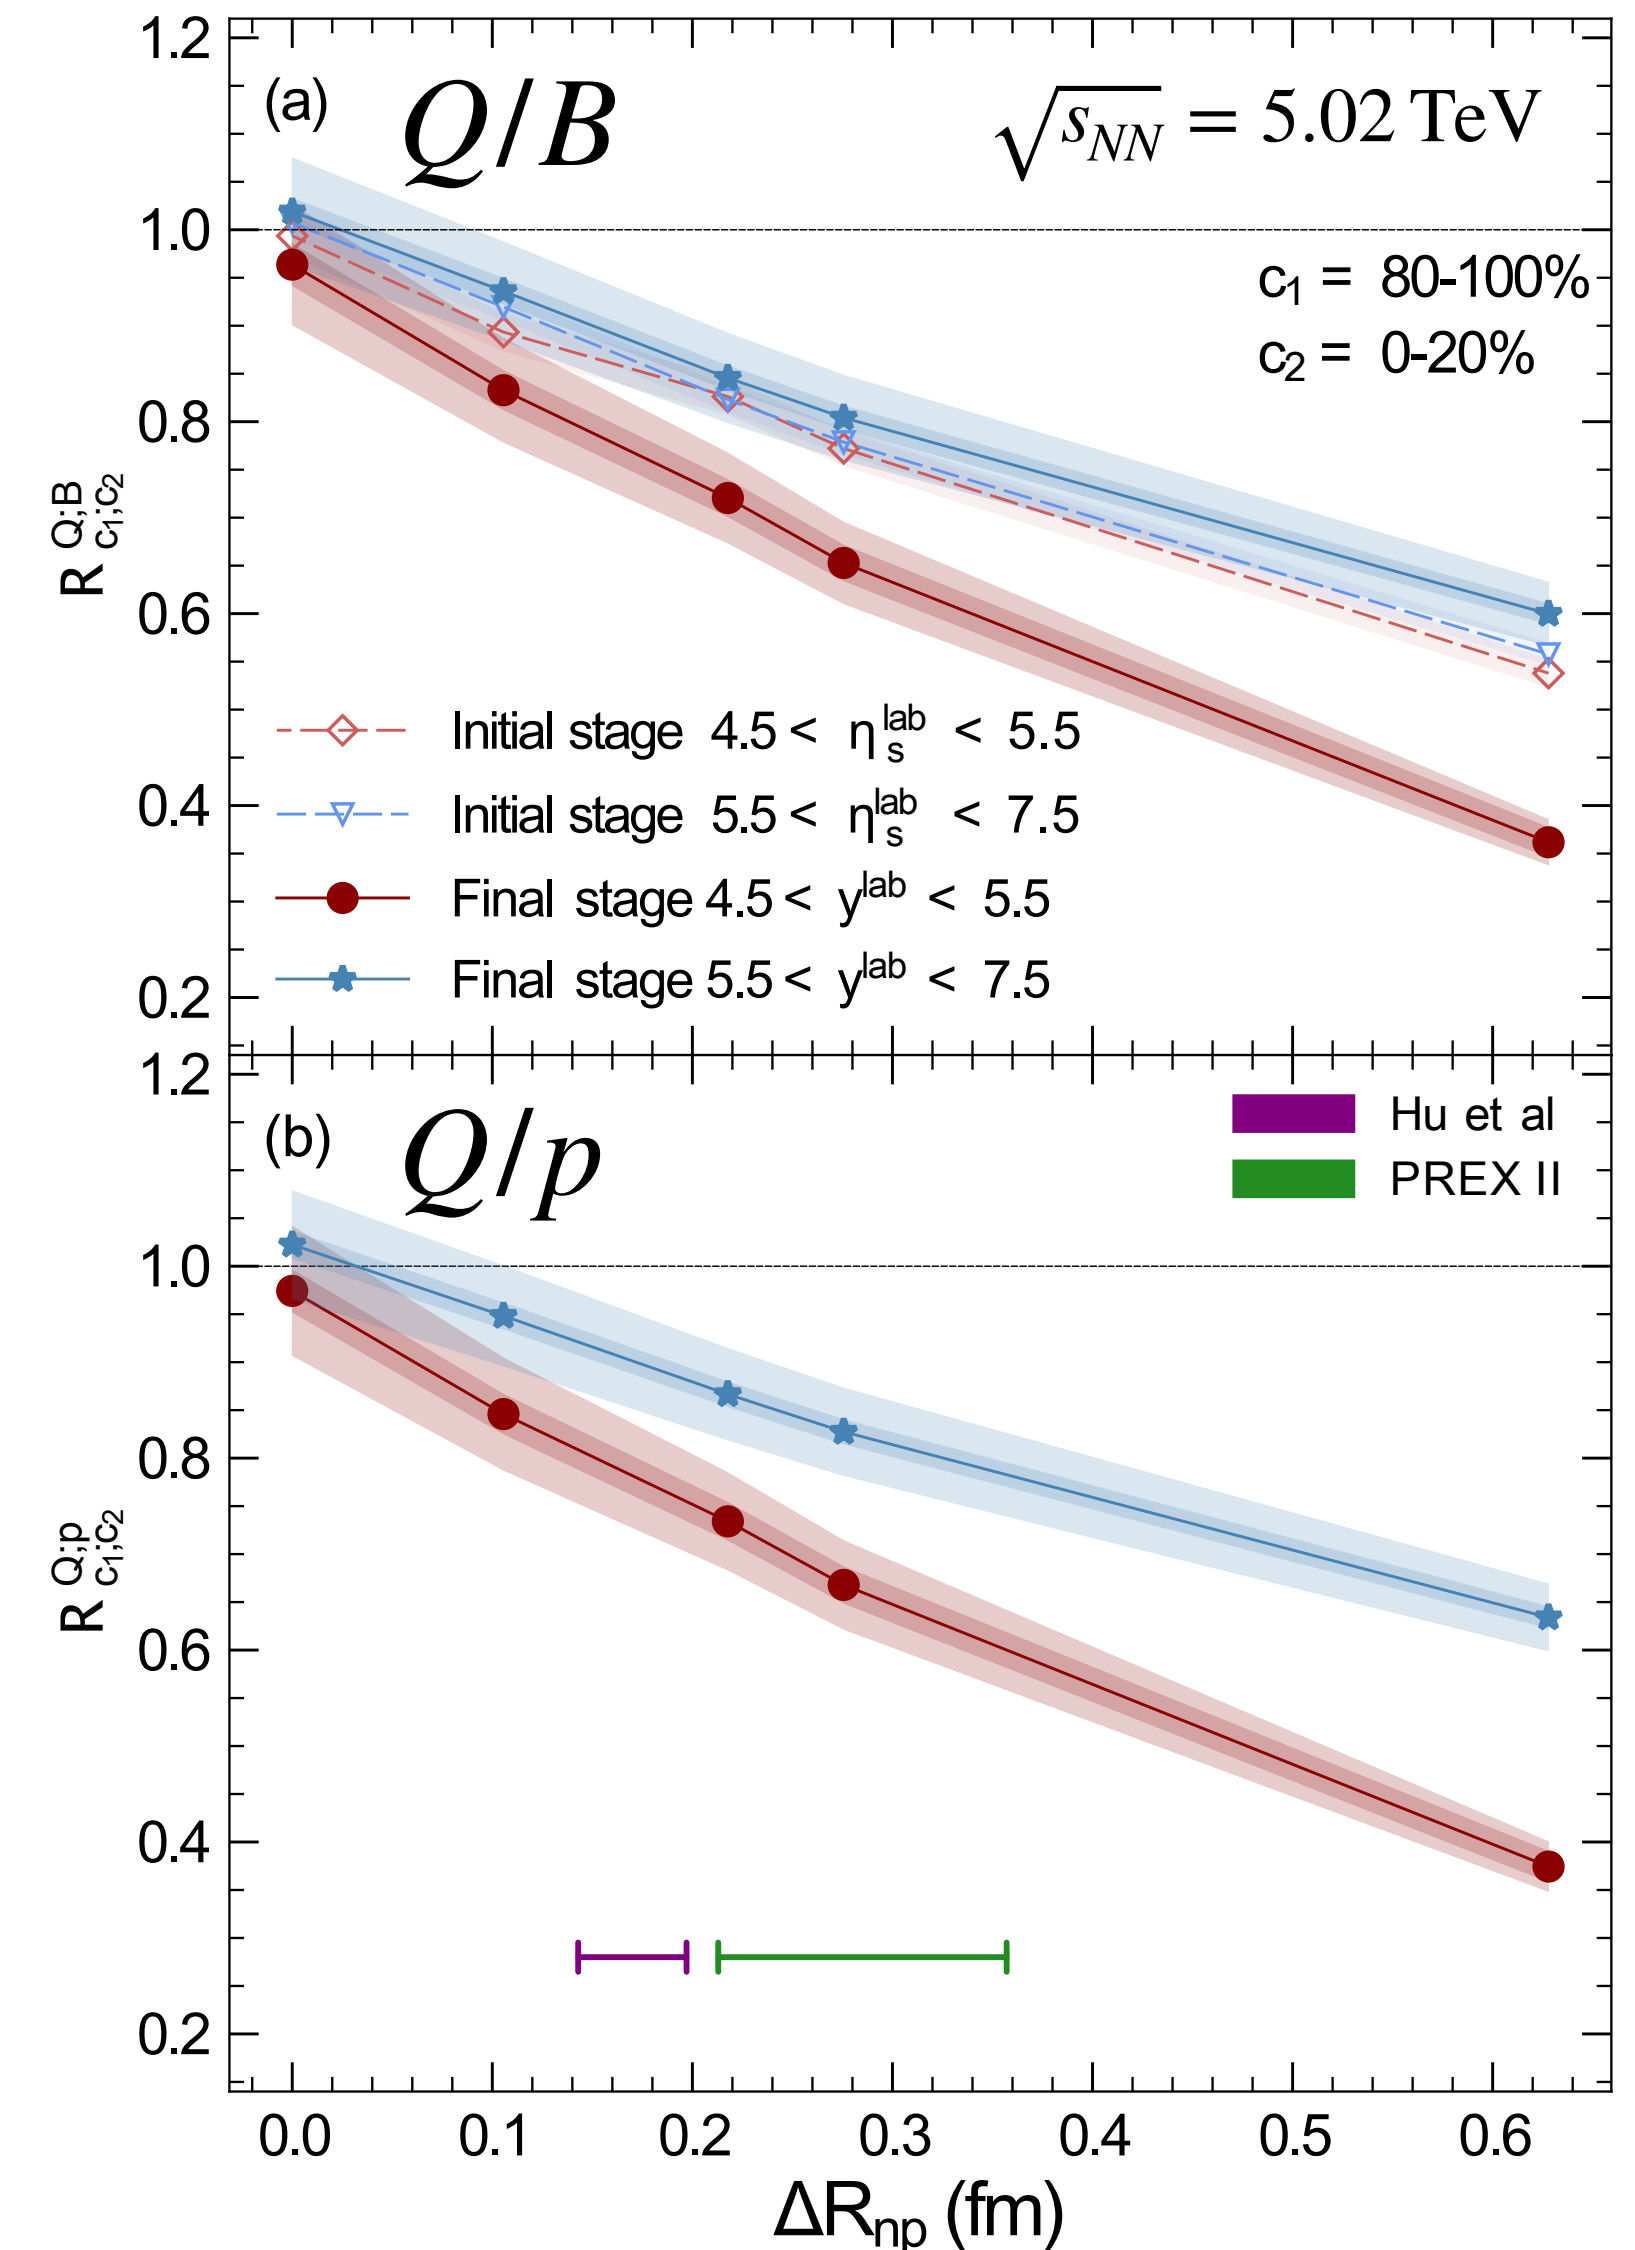 1.2
(a) Q/B √s_NN = 5.02 TeV
1.0
c₁ = 80-100%
c₂ = 0-20%
0.8
R^{Q;B}_{c₁;c₂}
0.6
Initial stage 4.5 < η_s^lab < 5.5
Initial stage 5.5 < η_s^lab < 7.5
0.4
Final stage 4.5 < y^lab < 5.5
Final stage 5.5 < y^lab < 7.5
0.2
1.2
(b) Q/p
Hu et al
PREX II
1.0
0.8
R^{Q;p}_{c₁;c₂}
0.6
0.4
0.2
0.0 0.1 0.2 0.3 0.4 0.5 0.6
ΔR_np (fm)